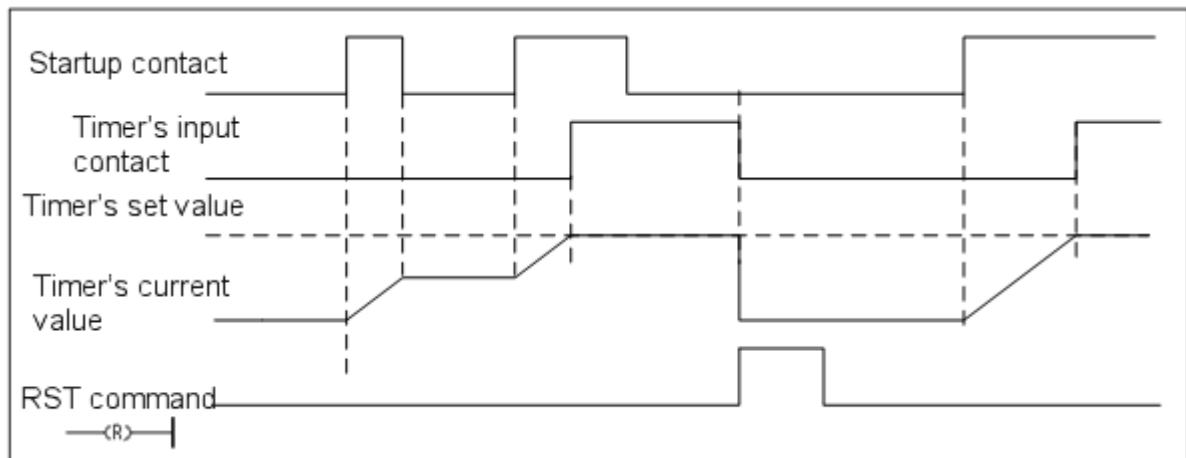 Startup contact
Timer's input
contact
Timer's set value
Timer's current
value
RST command
(R)